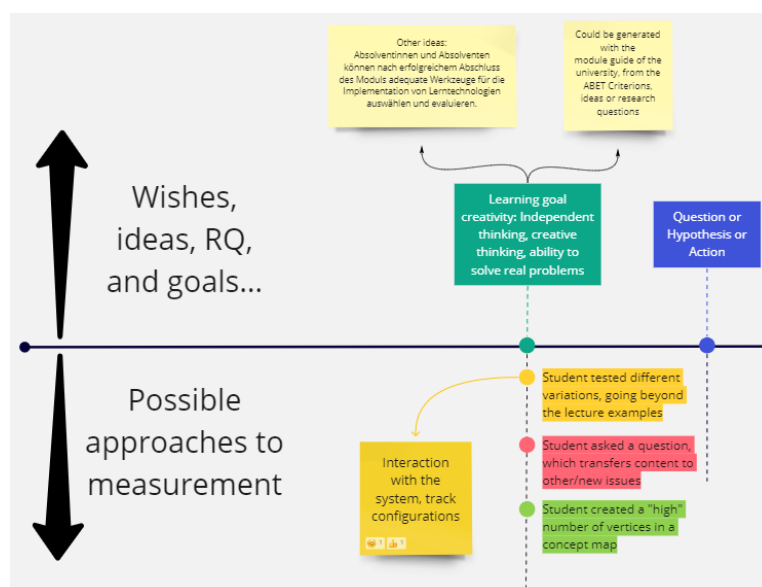 Other ideas:
Absolventinnen und Absolventen
können nach erfolgreichem Abschluss
des Moduls adequate Werkzeuge für die
Implementation von Lerntechnologien
auswählen und evaluieren.
Could be generated
with the
module guide of the
university, from the
ABET Criterions,
ideas or research
questions
Wishes,
ideas, RQ,
and goals...
Learning goal
creativity: Independent
thinking, creative
thinking, ability to
solve real problems
Question or
Hypothesis or
Action
Possible
approaches to
measurement
Student tested different
variations, going beyond
the lecture examples
Interaction
with the
system, track
configurations
Student asked a question,
which transfers content to
other/new issues
Student created a "high"
number of vertices in a
concept map